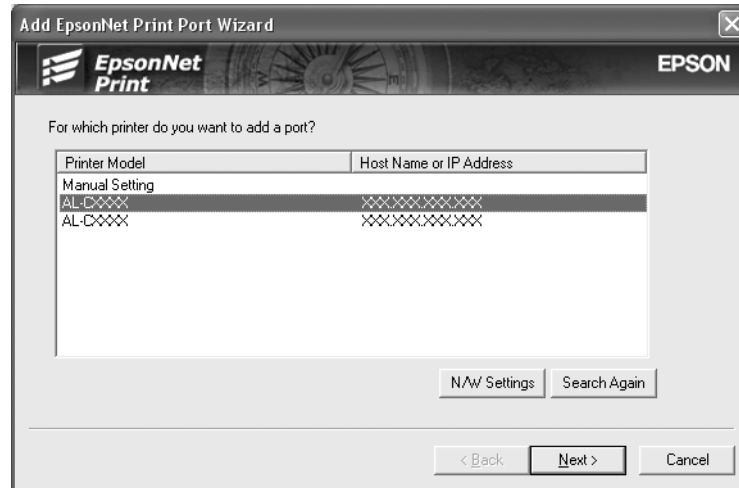 Add EpsonNet Print Port Wizard
EpsonNet
Print
EPSON
For which printer do you want to add a port?
Printer Model Host Name or IP Address
Manual Setting
AL-CXXXX XXX.XXX.XXX.XXX
AL-CXXXX XXX.XXX.XXX.XXX
N/W Settings Search Again
< Back Next > Cancel